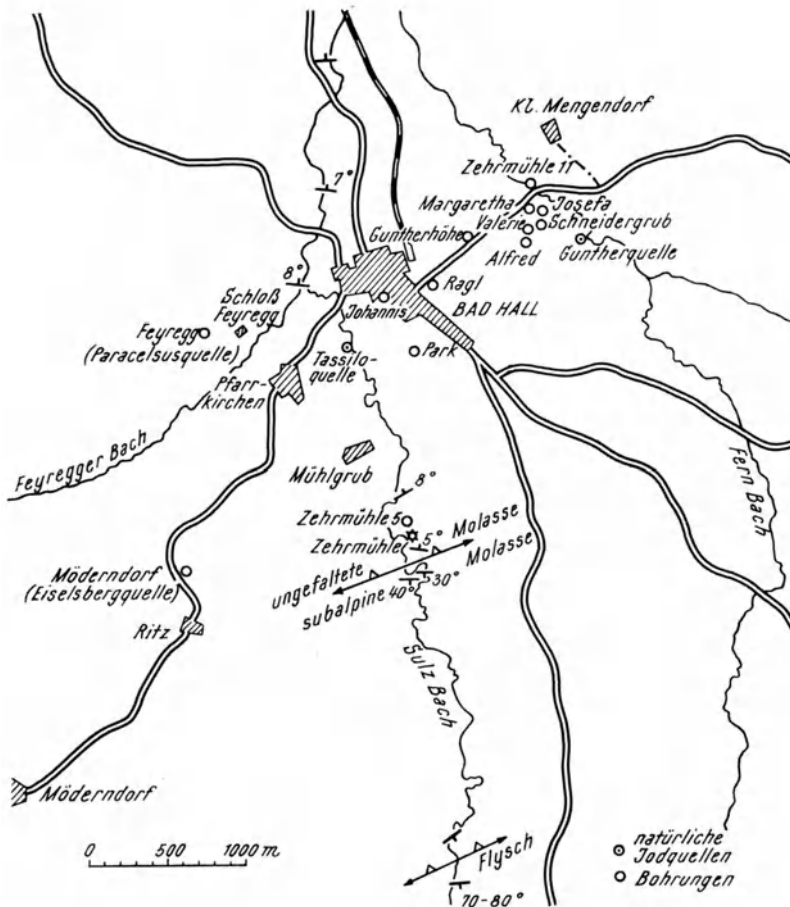 Kl. Mengendorf
Zehrmühle 11
7°
Margaretha
Josefa
Valerie
Schneidergrub
Guntherhöhe
Alfred
Guntherquelle
8°
Schloß
Feyregg
Ragl
BAD HALL
Johannis
Feyregg
(Paracelsusquelle)
Tassilo-
quelle
Park
Pfarr-
kirchen
Feyregger Bach
Mühlgrub
8°
Fern Bach
Zehrmühle 5
Zehrmühle
5°
Molasse
Molasse
ungefaltete
subalpine
40°
30°
Möderndorf
(Eiselsbergquelle)
Ritz
Sulz Bach
Möderndorf
0 500 1000 m
Flysch
70-80°
natürliche
Jodquellen
Bohrungen